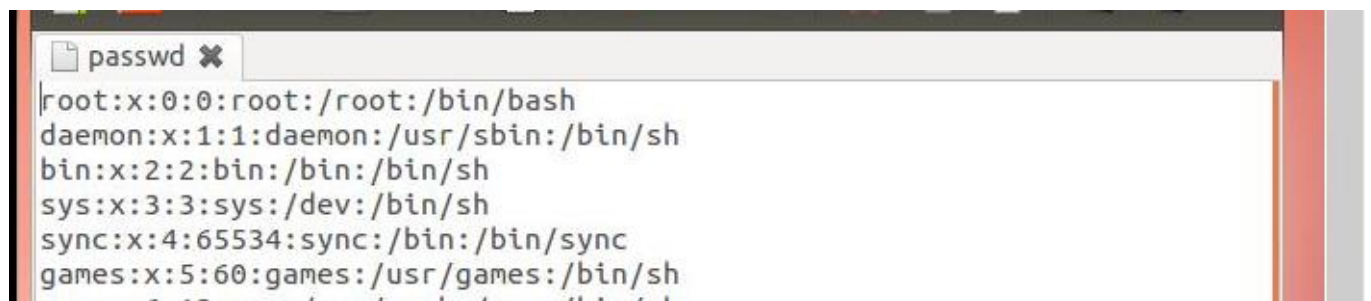 passwd
root:x:0:0:root:/root:/bin/bash
daemon:x:1:1:daemon:/usr/sbin:/bin/sh
bin:x:2:2:bin:/bin:/bin/sh
sys:x:3:3:sys:/dev:/bin/sh
sync:x:4:65534:sync:/bin:/bin/sync
games:x:5:60:games:/usr/games:/bin/sh